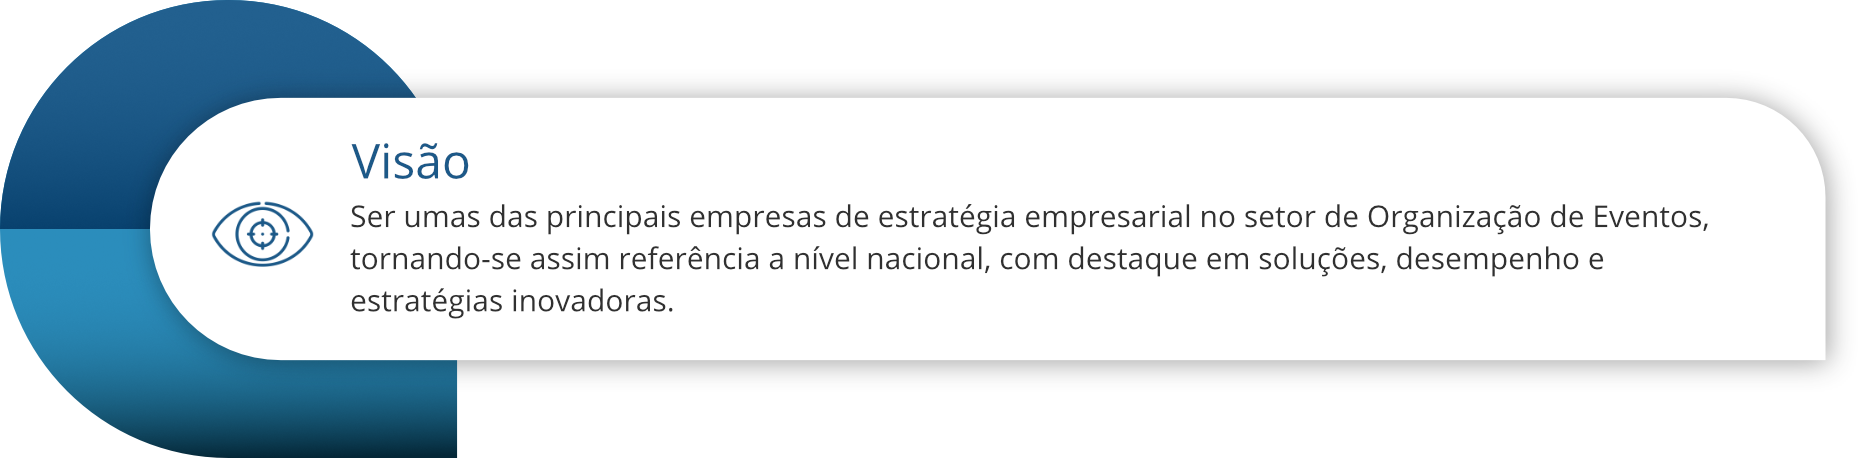 Visão
Ser umas das principais empresas de estratégia empresarial no setor de Organização de Eventos,
tornando-se assim referência a nível nacional, com destaque em soluções, desempenho e
estratégias inovadoras.